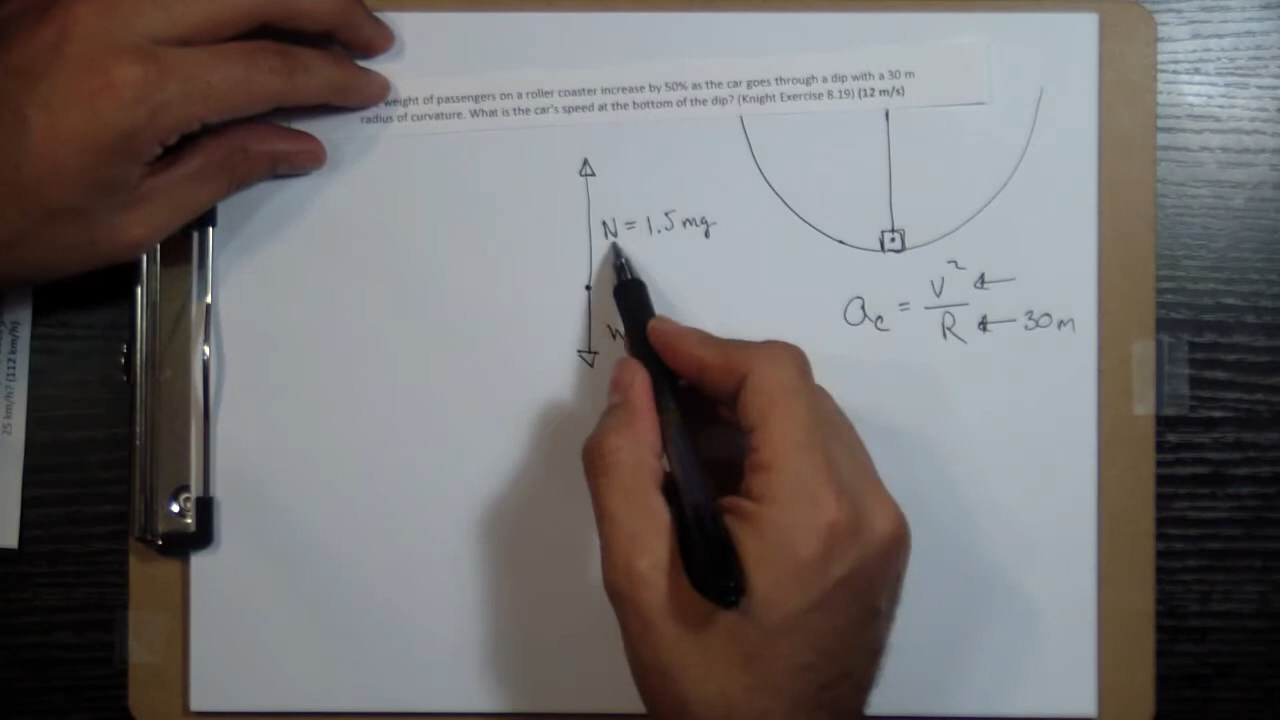 weight of passengers on a roller coaster increase by 50% as the car goes through a dip with a 30 m
radius of curvature. What is the car's speed at the bottom of the dip? (Knight Exercise 8.19) (12 m/s)
N = 1.5 mg
a_c = v²/R ← ← 30 m
25 km/h? (112 km/h)